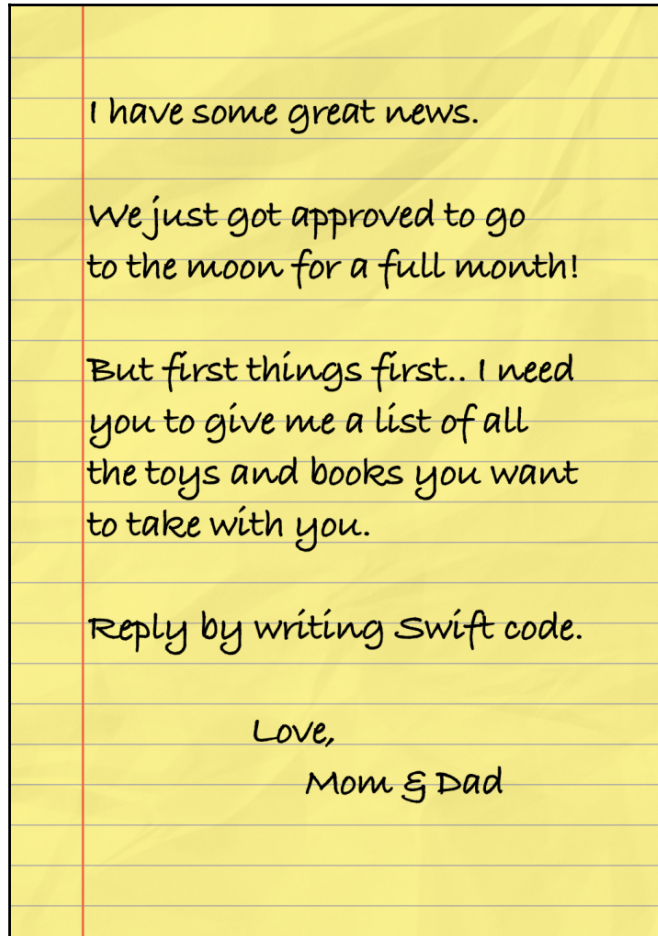 I have some great news.
We just got approved to go
to the moon for a full month!
But first things first.. I need
you to give me a list of all
the toys and books you want
to take with you.
Reply by writing Swift code.
Love,
Mom & Dad